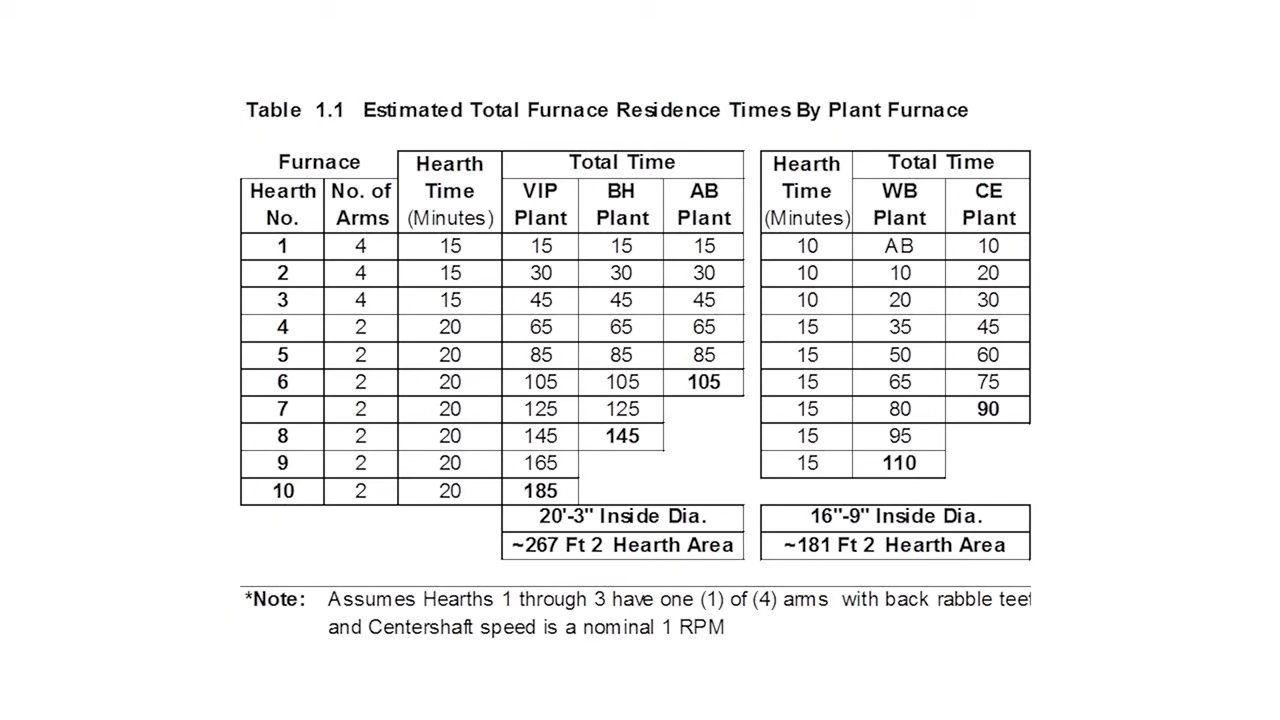 Table 1.1 Estimated Total Furnace Residence Times By Plant Furnace
Furnace Hearth Total Time Hearth Total Time
Hearth No. of Time VIP BH AB Time WB CE
No. Arms (Minutes) Plant Plant Plant (Minutes) Plant Plant
1 4 15 15 15 15 10 AB 10
2 4 15 30 30 30 10 10 20
3 4 15 45 45 45 10 20 30
4 2 20 65 65 65 15 35 45
5 2 20 85 85 85 15 50 60
6 2 20 105 105 105 15 65 75
7 2 20 125 125 15 80 90
8 2 20 145 145 15 95
9 2 20 165 15 110
10 2 20 185
20'-3" Inside Dia. 16"-9" Inside Dia.
~267 Ft 2 Hearth Area ~181 Ft 2 Hearth Area
*Note: Assumes Hearths 1 through 3 have one (1) of (4) arms with back rabble teet
and Centershaft speed is a nominal 1 RPM